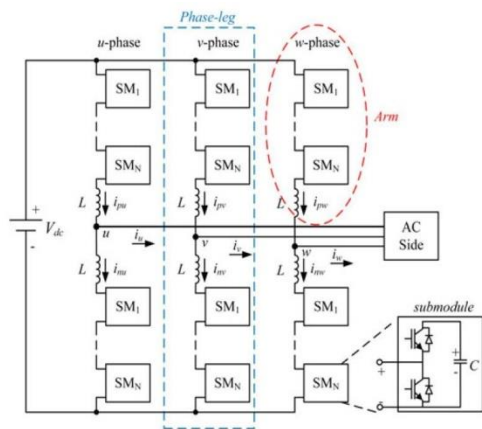 Phase-leg
u-phase v-phase w-phase
SM1 SM1 SM1
Arm
SMN SMN SMN
L ipu L ipv L ipw
+
Vdc
-
u iu v iv w iw
AC
Side
L inu L inv L inw
SM1 SM1 SM1
submodule
SMN SMN SMN
+
-
+
-
C